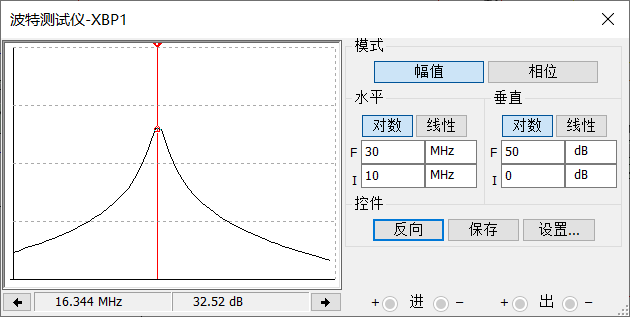 波特测试仪-XBP1
模式
幅值 相位
水平 垂直
对数 线性 对数 线性
F 30 MHz F 50 dB
I 10 MHz I 0 dB
控件
反向 保存 设置...
16.344 MHz 32.52 dB + 进 − + 出 −